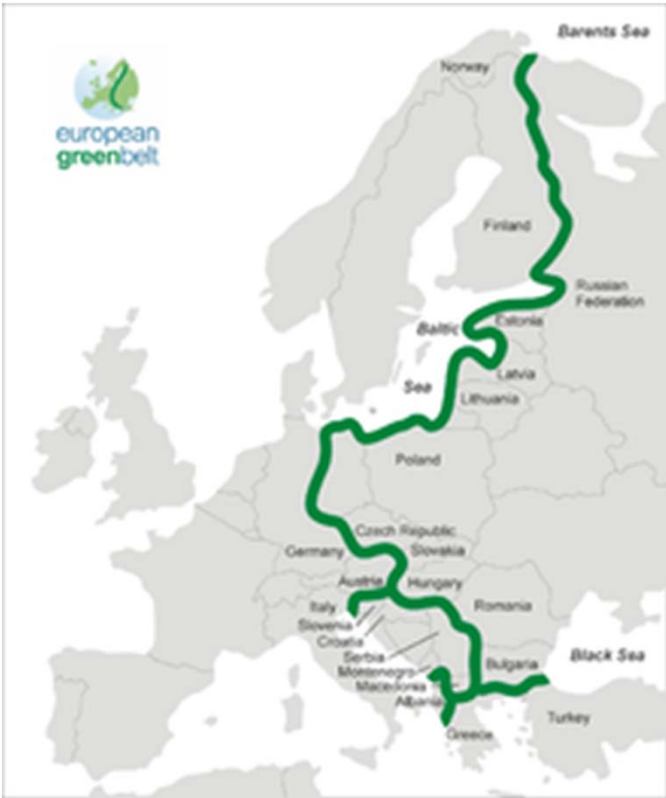 Barents Sea
Norway
european
greenbelt
Finland
Russian
Federation
Estonia
Baltic
Sea
Latvia
Lithuania
Poland
Czech Republic
Germany
Slovakia
Austria
Hungary
Italy
Romania
Slovenia
Croatia
Serbia
Black Sea
Montenegro
Bulgaria
Macedonia
Albania
Turkey
Greece